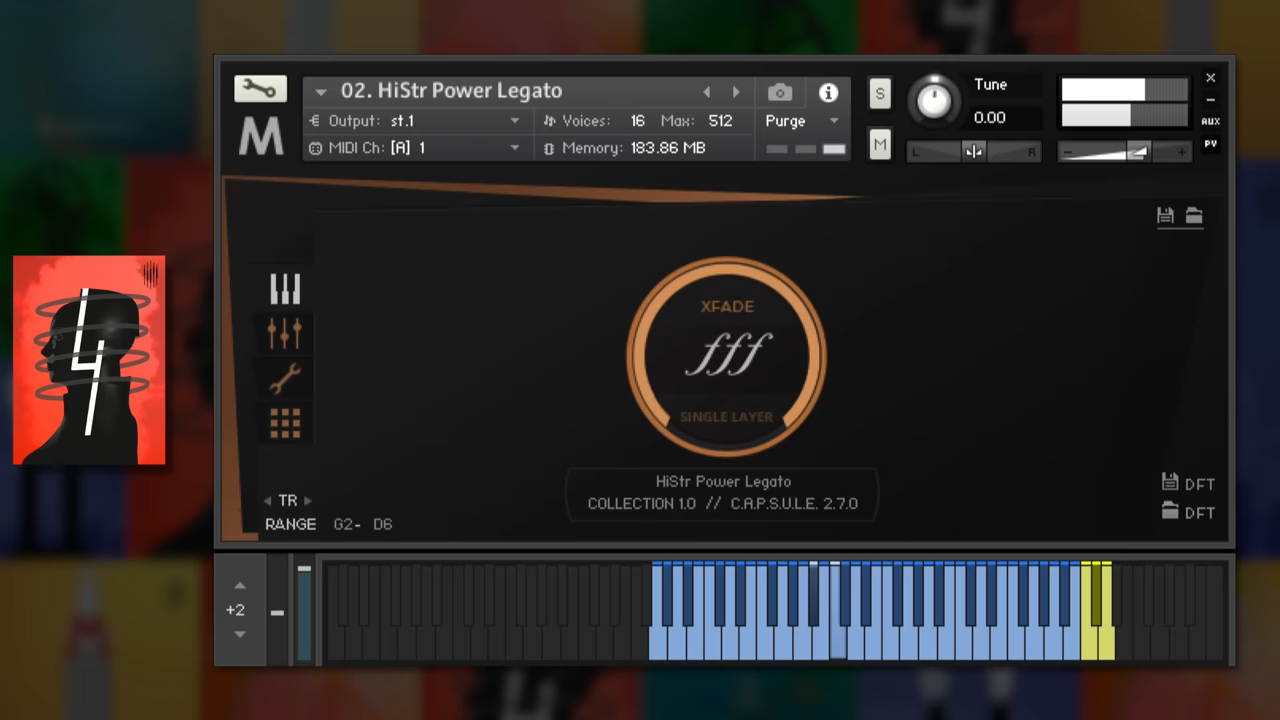 02. HiStr Power Legato
Output: st.1
Voices: 16 Max: 512
Purge
MIDI Ch: [A] 1
Memory: 183.86 MB
S
M
Tune
0.00
L R
- +
AUX
PV
M
XFADE
fff
SINGLE LAYER
HiStr Power Legato
COLLECTION 1.0 // C.A.P.S.U.L.E. 2.7.0
TR
RANGE G2- D6
DFT
DFT
+2
4